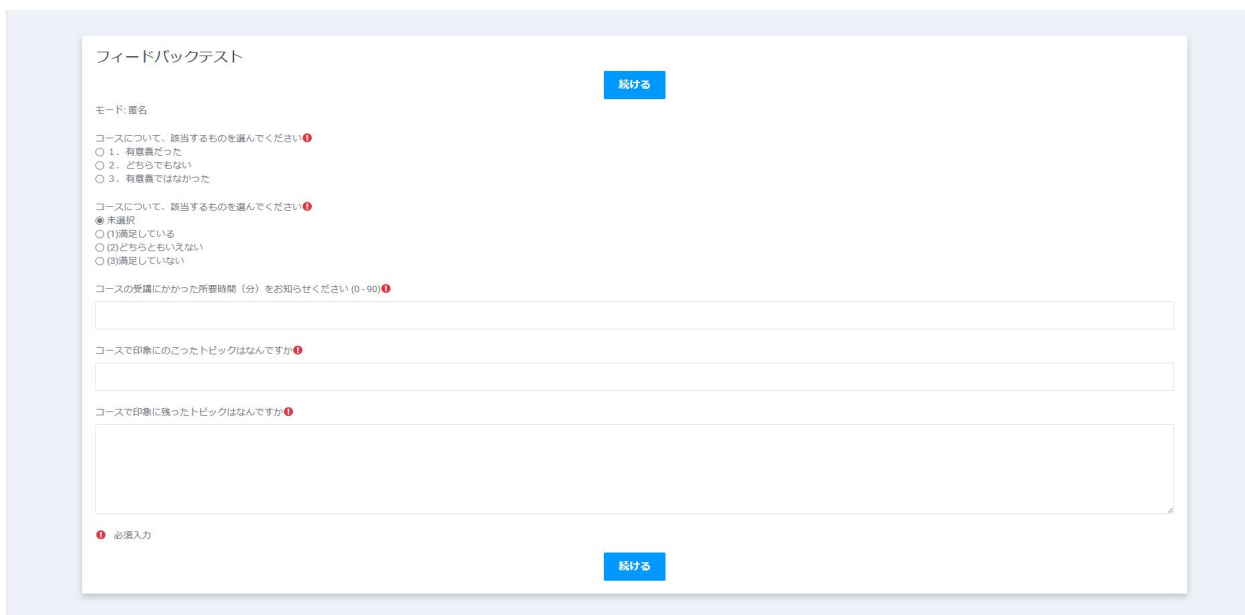 フィードバックテスト
続ける
モード: 匿名
コースについて、該当するものを選んでください
１．有意義だった
２．どちらでもない
３．有意義ではなかった
コースについて、該当するものを選んでください
未選択
(1)満足している
(2)どちらともいえない
(3)満足していない
コースの受講にかかった所要時間（分）をお知らせください (0 - 90)
コースで印象にのこったトピックはなんですか
コースで印象に残ったトピックはなんですか
必須入力
続ける